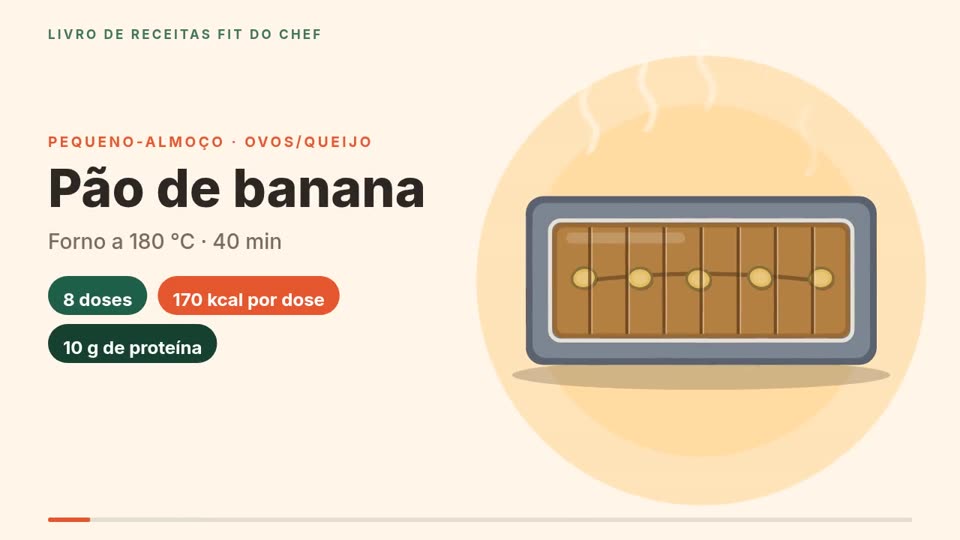 LIVRO DE RECEITAS FIT DO CHEF
PEQUENO-ALMOÇO · OVOS/QUEIJO
Pão de banana
Forno a 180 °C · 40 min
8 doses
170 kcal por dose
10 g de proteína